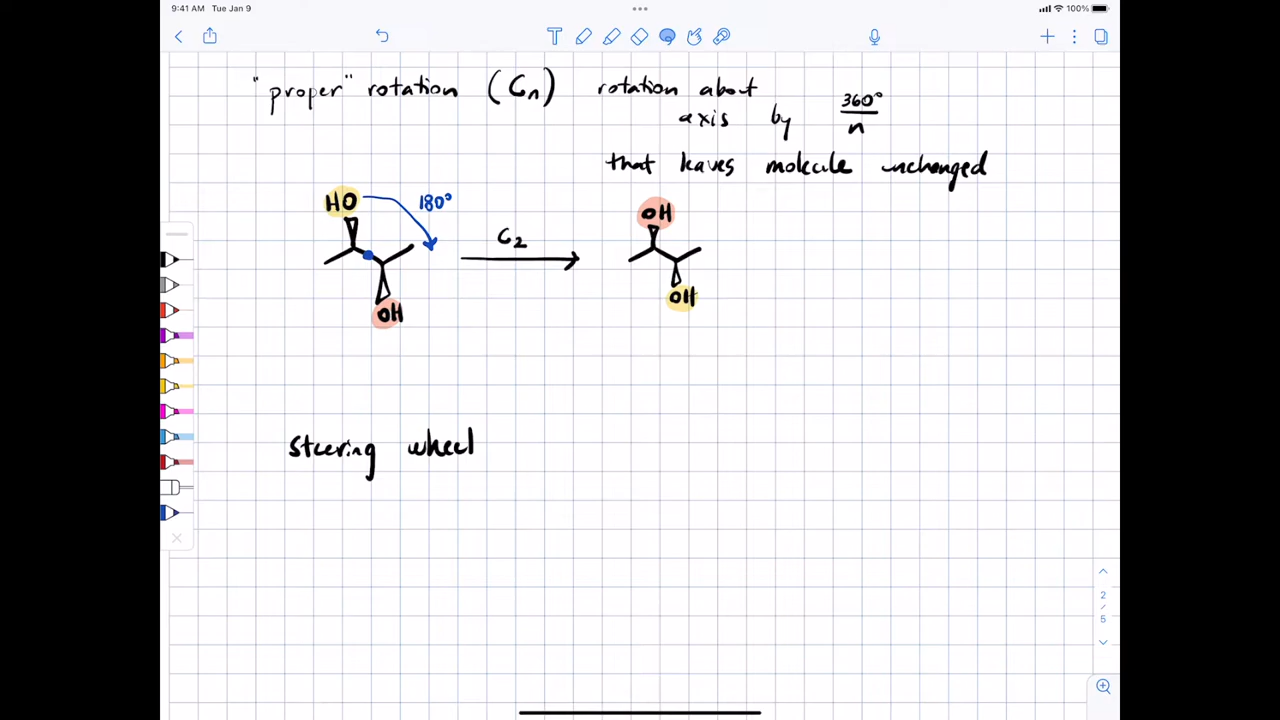 9:41 AM Tue Jan 9
100%
"proper" rotation (Cn) rotation about
axis by 360°/n
that leaves molecule unchanged
HO
180°
OH
C2
OH
OH
steering wheel
2
/
5